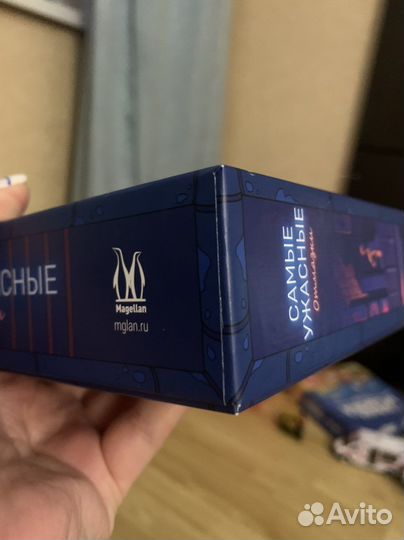 СНЫЕ
Magellan
mglan.ru
САМЫЕ
УЖАСНЫЕ
Отмазки
Avito